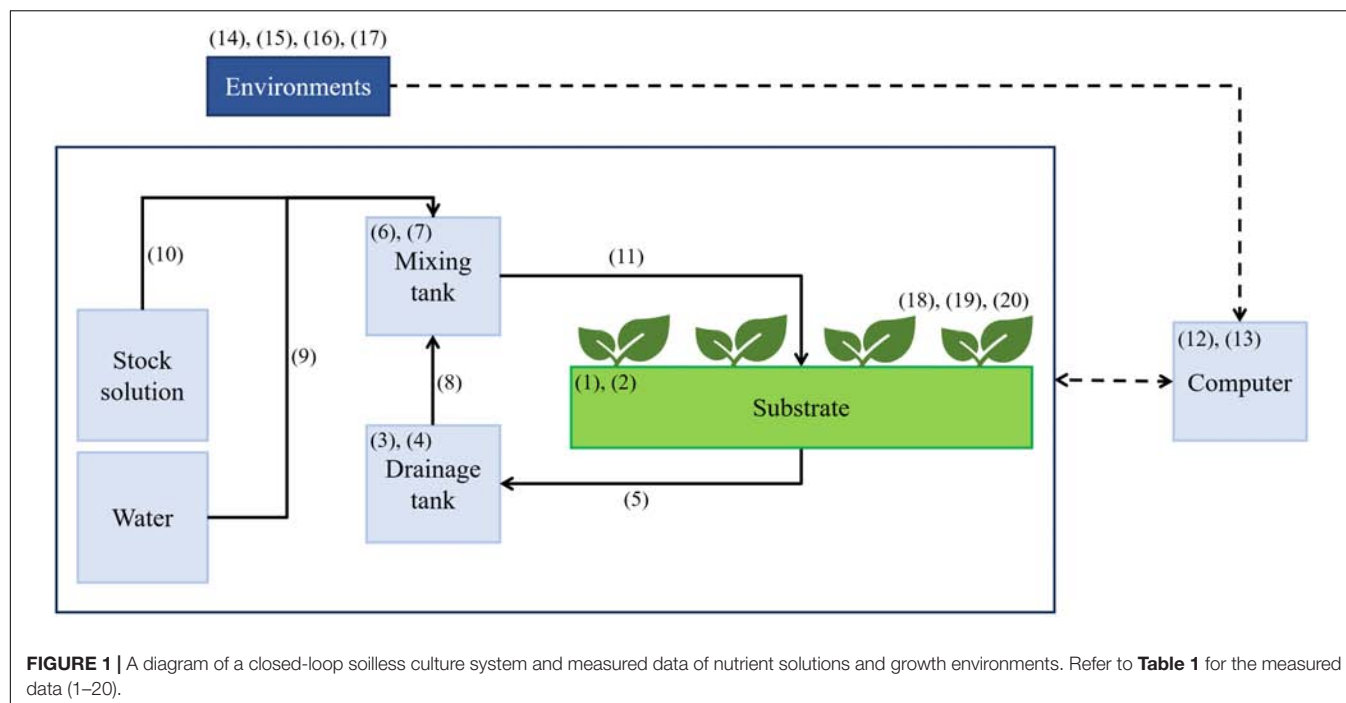 (14), (15), (16), (17)
Environments
(10)
(9)
Stock
solution
Water
(6), (7)
Mixing
tank
(11)
(8)
(3), (4)
Drainage
tank
(5)
(18), (19), (20)
(1), (2)
Substrate
(12), (13)
Computer
FIGURE 1 | A diagram of a closed-loop soilless culture system and measured data of nutrient solutions and growth environments. Refer to Table 1 for the measured
data (1–20).